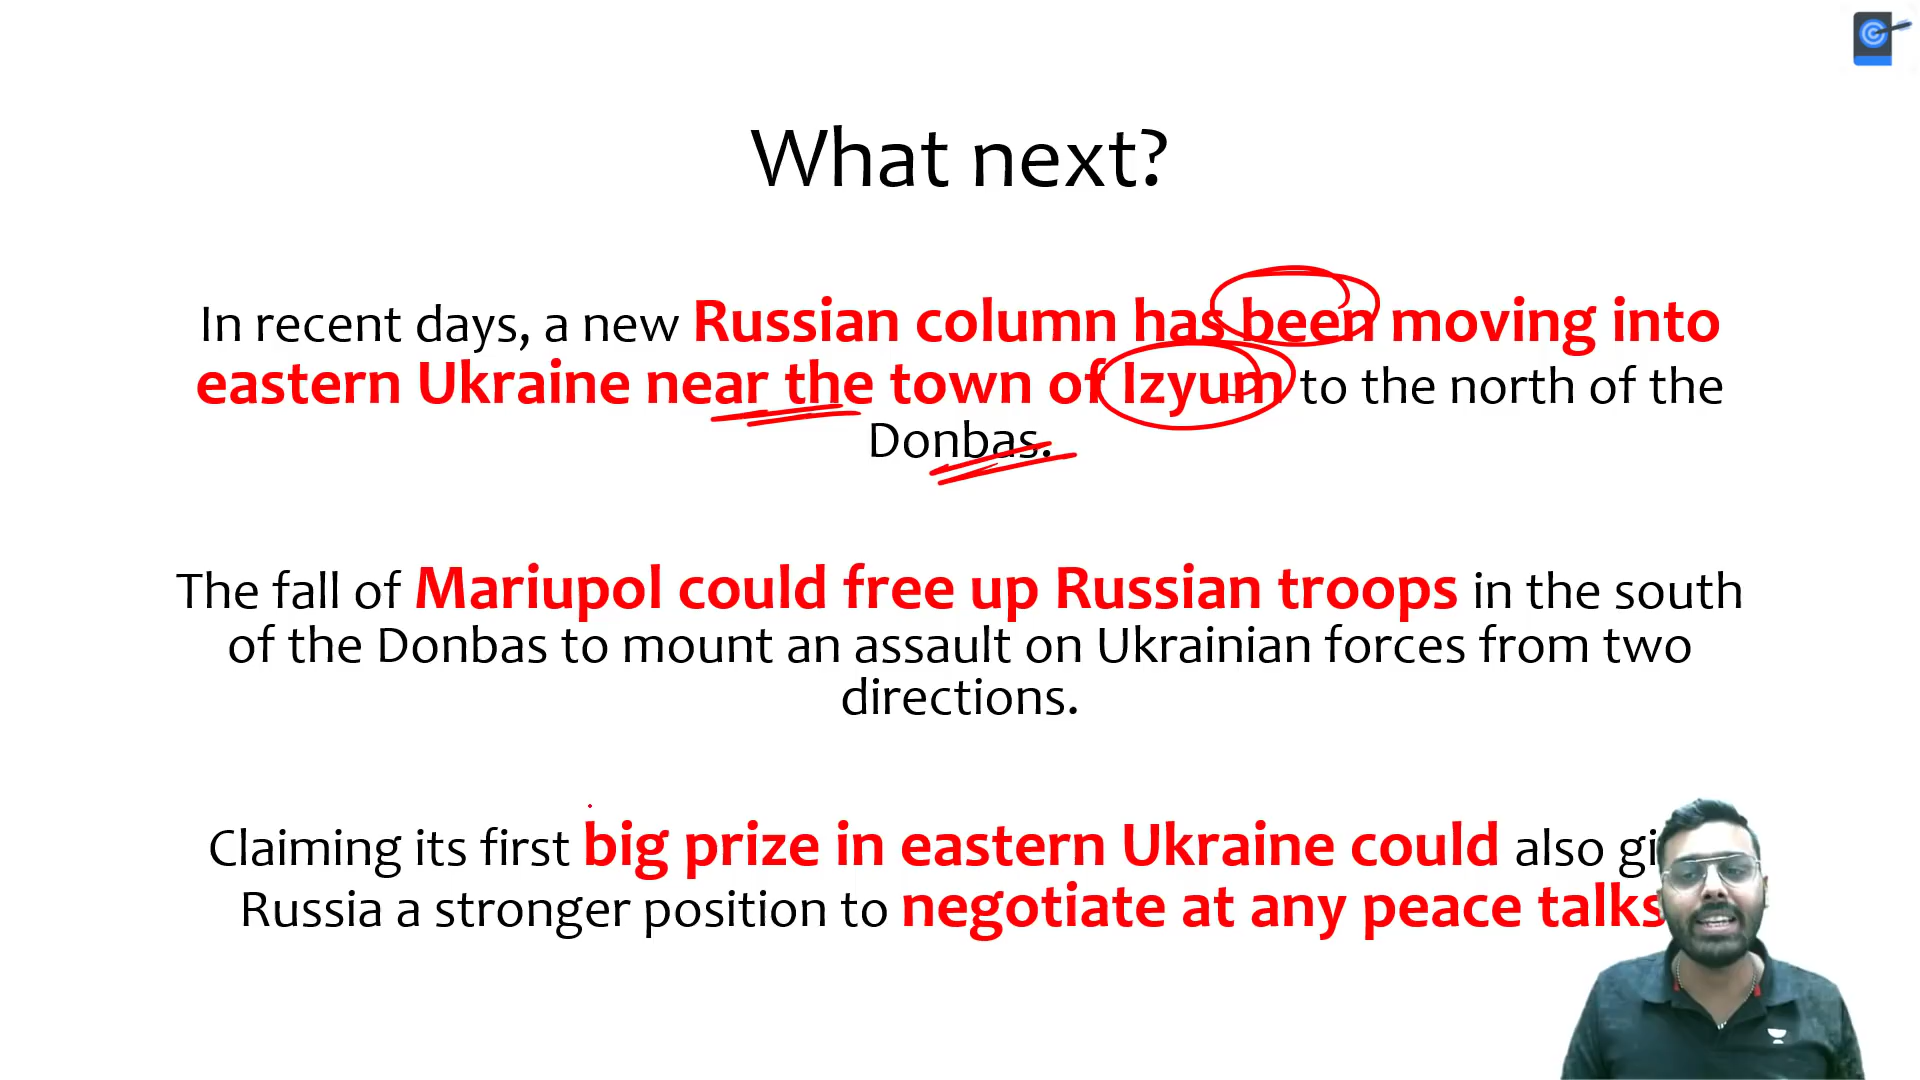 What next?
In recent days, a new Russian column has been moving into
eastern Ukraine near the town of Izyum to the north of the
Donbas.
The fall of Mariupol could free up Russian troops in the south
of the Donbas to mount an assault on Ukrainian forces from two
directions.
Claiming its first big prize in eastern Ukraine could also
Russia a stronger position to negotiate at any peace talks